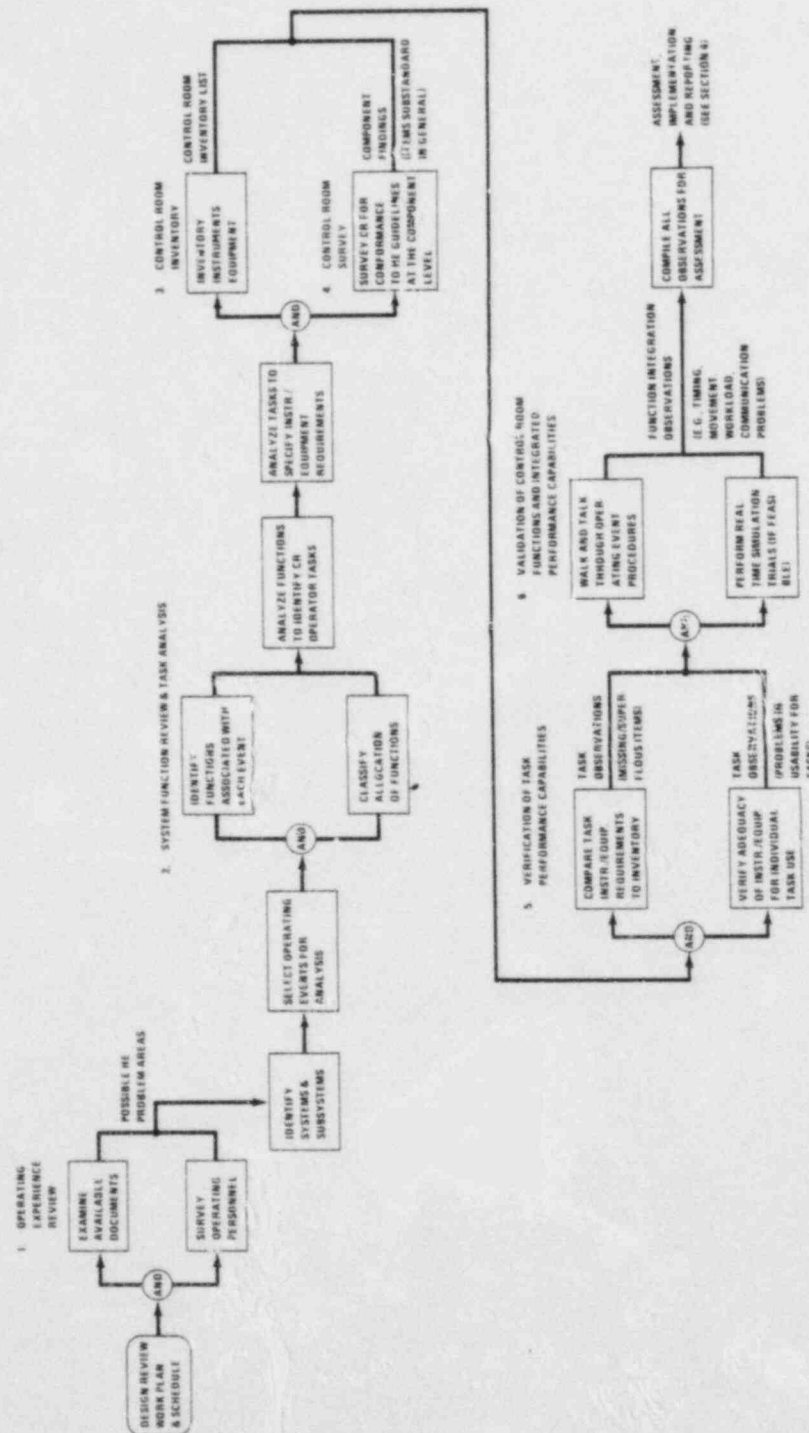 DESIGN REVIEW
WORK PLAN
& SCHEDULE
AND
1. OPERATING
EXPERIENCE
REVIEW
EXAMINE
AVAILABLE
DOCUMENTS
SURVEY
OPERATING
PERSONNEL
POSSIBLE HE
PROBLEM AREAS
IDENTIFY
SYSTEMS &
SUBSYSTEMS
SELECT OPERATING
EVENTS FOR
ANALYSIS
2. SYSTEM FUNCTION REVIEW & TASK ANALYSIS
AND
IDENTIFY
FUNCTIONS
ASSOCIATED WITH
EACH EVENT
CLASSIFY
ALLOCATION
OF FUNCTIONS
ANALYZE FUNCTIONS
TO IDENTIFY CR
OPERATOR TASKS
ANALYZE TASKS TO
SPECIFY INSTR./
EQUIPMENT
REQUIREMENTS
AND
3. CONTROL ROOM
INVENTORY
INVENTORY
INSTRUMENTS
EQUIPMENT
CONTROL ROOM
INVENTORY LIST
4. CONTROL ROOM
SURVEY
SURVEY CR FOR
CONFORMANCE
TO HE GUIDELINES
AT THE COMPONENT
LEVEL
COMPONENT
FINDINGS
(ITEMS SUBSTANDARD
IN GENERAL)
5. VERIFICATION OF TASK
PERFORMANCE CAPABILITIES
AND
COMPARE TASK
INSTR./EQUIP
REQUIREMENTS
TO INVENTORY
TASK
OBSERVATIONS
(MISSING/SUPER
FLOUS ITEMS)
VERIFY ADEQUACY
OF INSTR./EQUIP
FOR INDIVIDUAL
TASK USE
TASK
OBSERVATIONS
(PROBLEMS IN
USABILITY FOR
6. VALIDATION OF CONTROL ROOM
FUNCTIONS AND INTEGRATED
PERFORMANCE CAPABILITIES
AND
WALK AND TALK
THROUGH OPER
ATING EVENT
PROCEDURES
PERFORM REAL
TIME SIMULATION
TRIALS (IF FEASI
BLE)
FUNCTION INTEGRATION
OBSERVATIONS
(E.G., TIMING,
MOVEMENT
WORKLOAD,
COMMUNICATION
PROBLEMS)
COMPILE ALL
OBSERVATIONS FOR
ASSESSMENT
ASSESSMENT,
IMPLEMENTATION
AND REPORTING
(SEE SECTION 4)